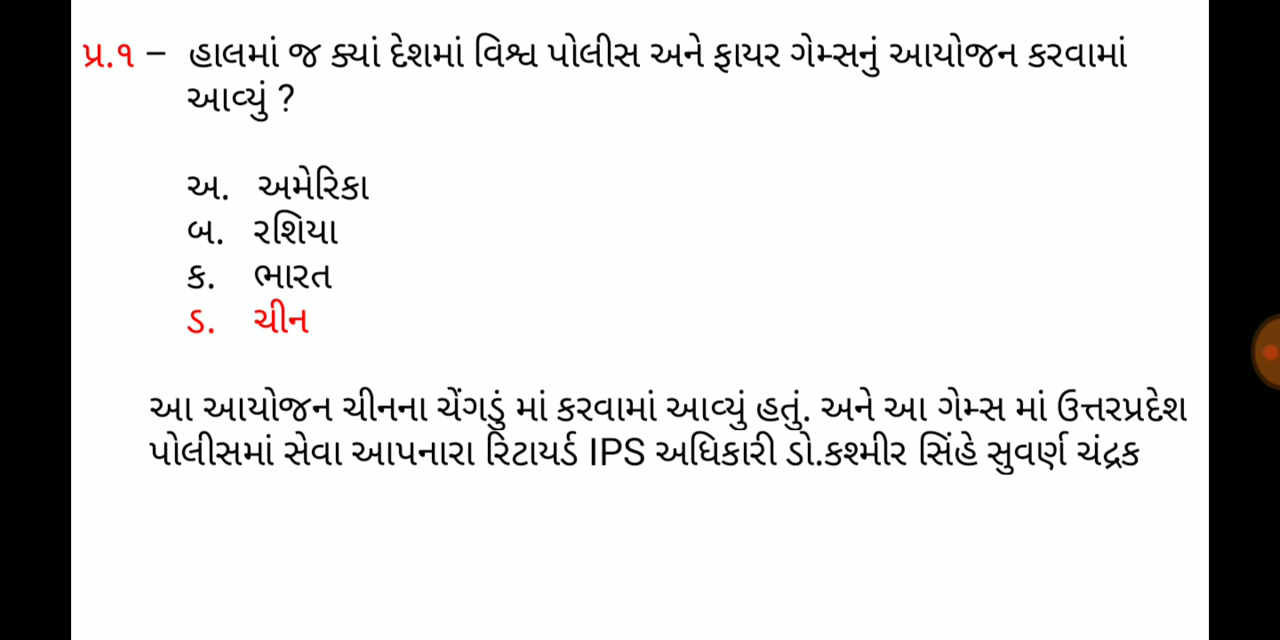 પ્ર.૧ – હાલમાં જ ક્યાં દેશમાં વિશ્વ પોલીસ અને ફાયર ગેમ્સનું આયોજન કરવામાં
આવ્યું ?
અ. અમેરિકા
બ. રશિયા
ક. ભારત
ડ. ચીન
આ આયોજન ચીનના ચેંગડું માં કરવામાં આવ્યું હતું. અને આ ગેમ્સ માં ઉત્તરપ્રદેશ
પોલીસમાં સેવા આપનારા રિટાયર્ડ IPS અધિકારી ડો.કશ્મીર સિંહે સુવર્ણ ચંદ્રક